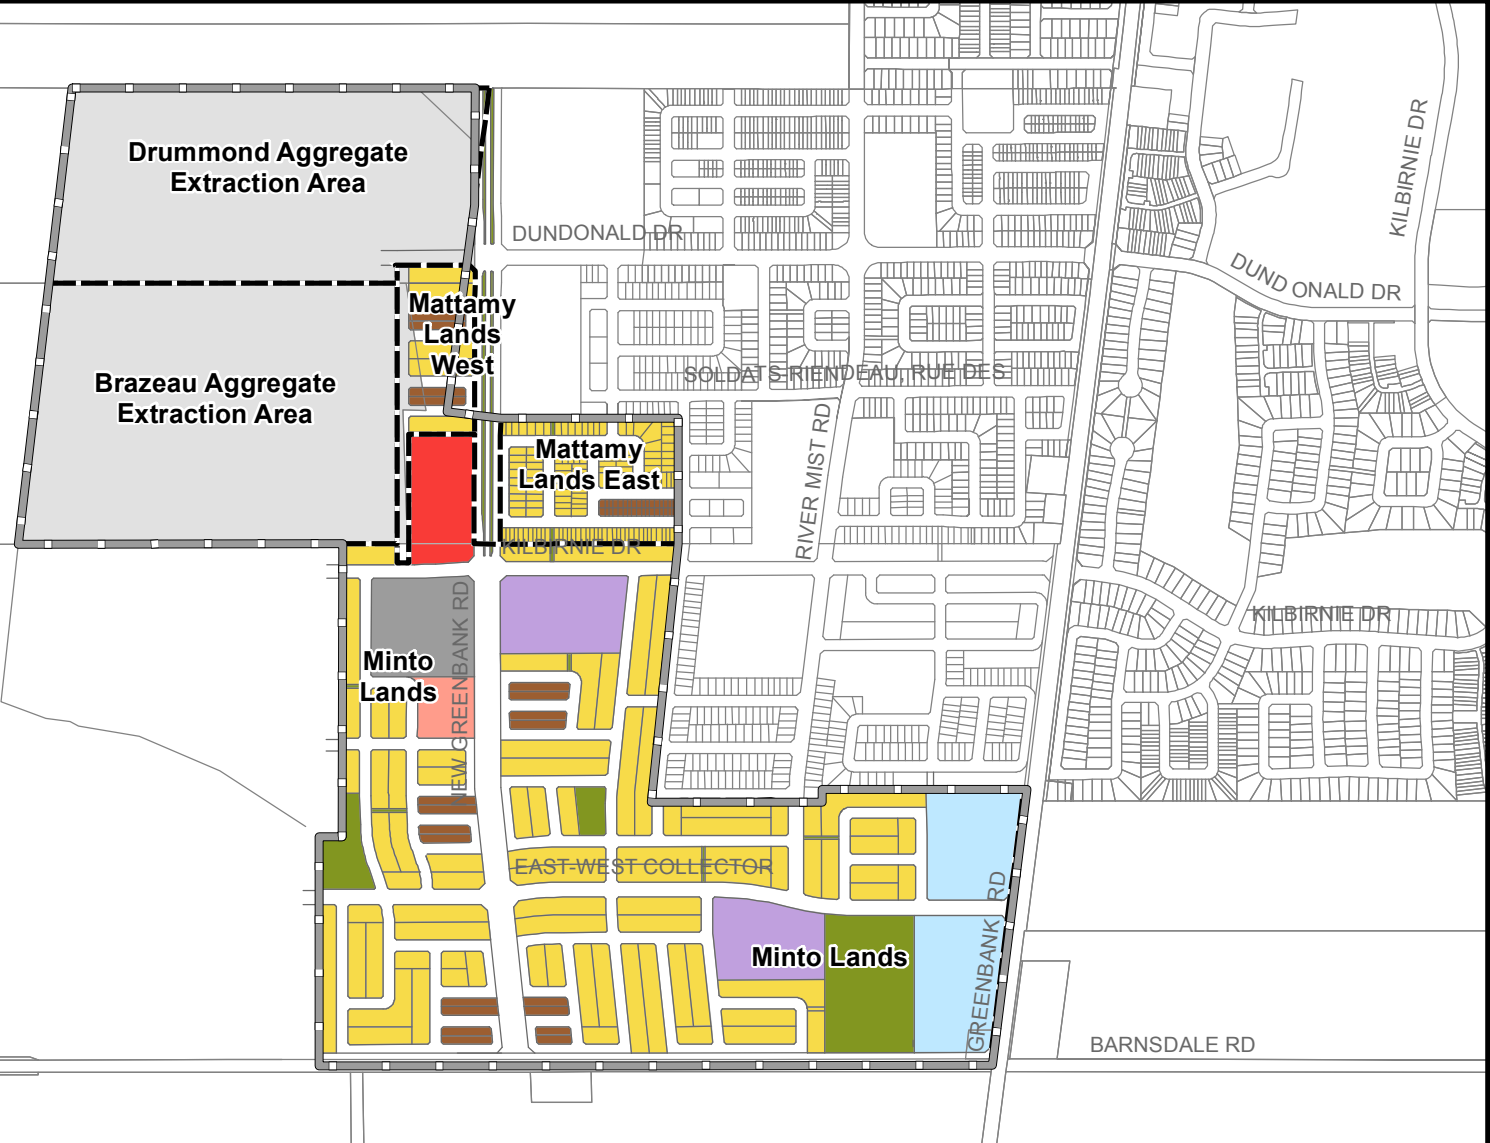 Drummond Aggregate
Extraction Area
KILBIRNIE DR
DUNDONALD DR
DUNDONALD DR
Mattamy
Lands
West
Brazeau Aggregate
Extraction Area
SOLDATS-RIENDEAU, RUE DES
Mattamy
Lands East
RIVER MIST RD
KILBIRNIE DR
KILBIRNIE DR
NEW GREENBANK RD
Minto
Lands
EAST-WEST COLLECTOR
GREENBANK RD
Minto Lands
BARNSDALE RD